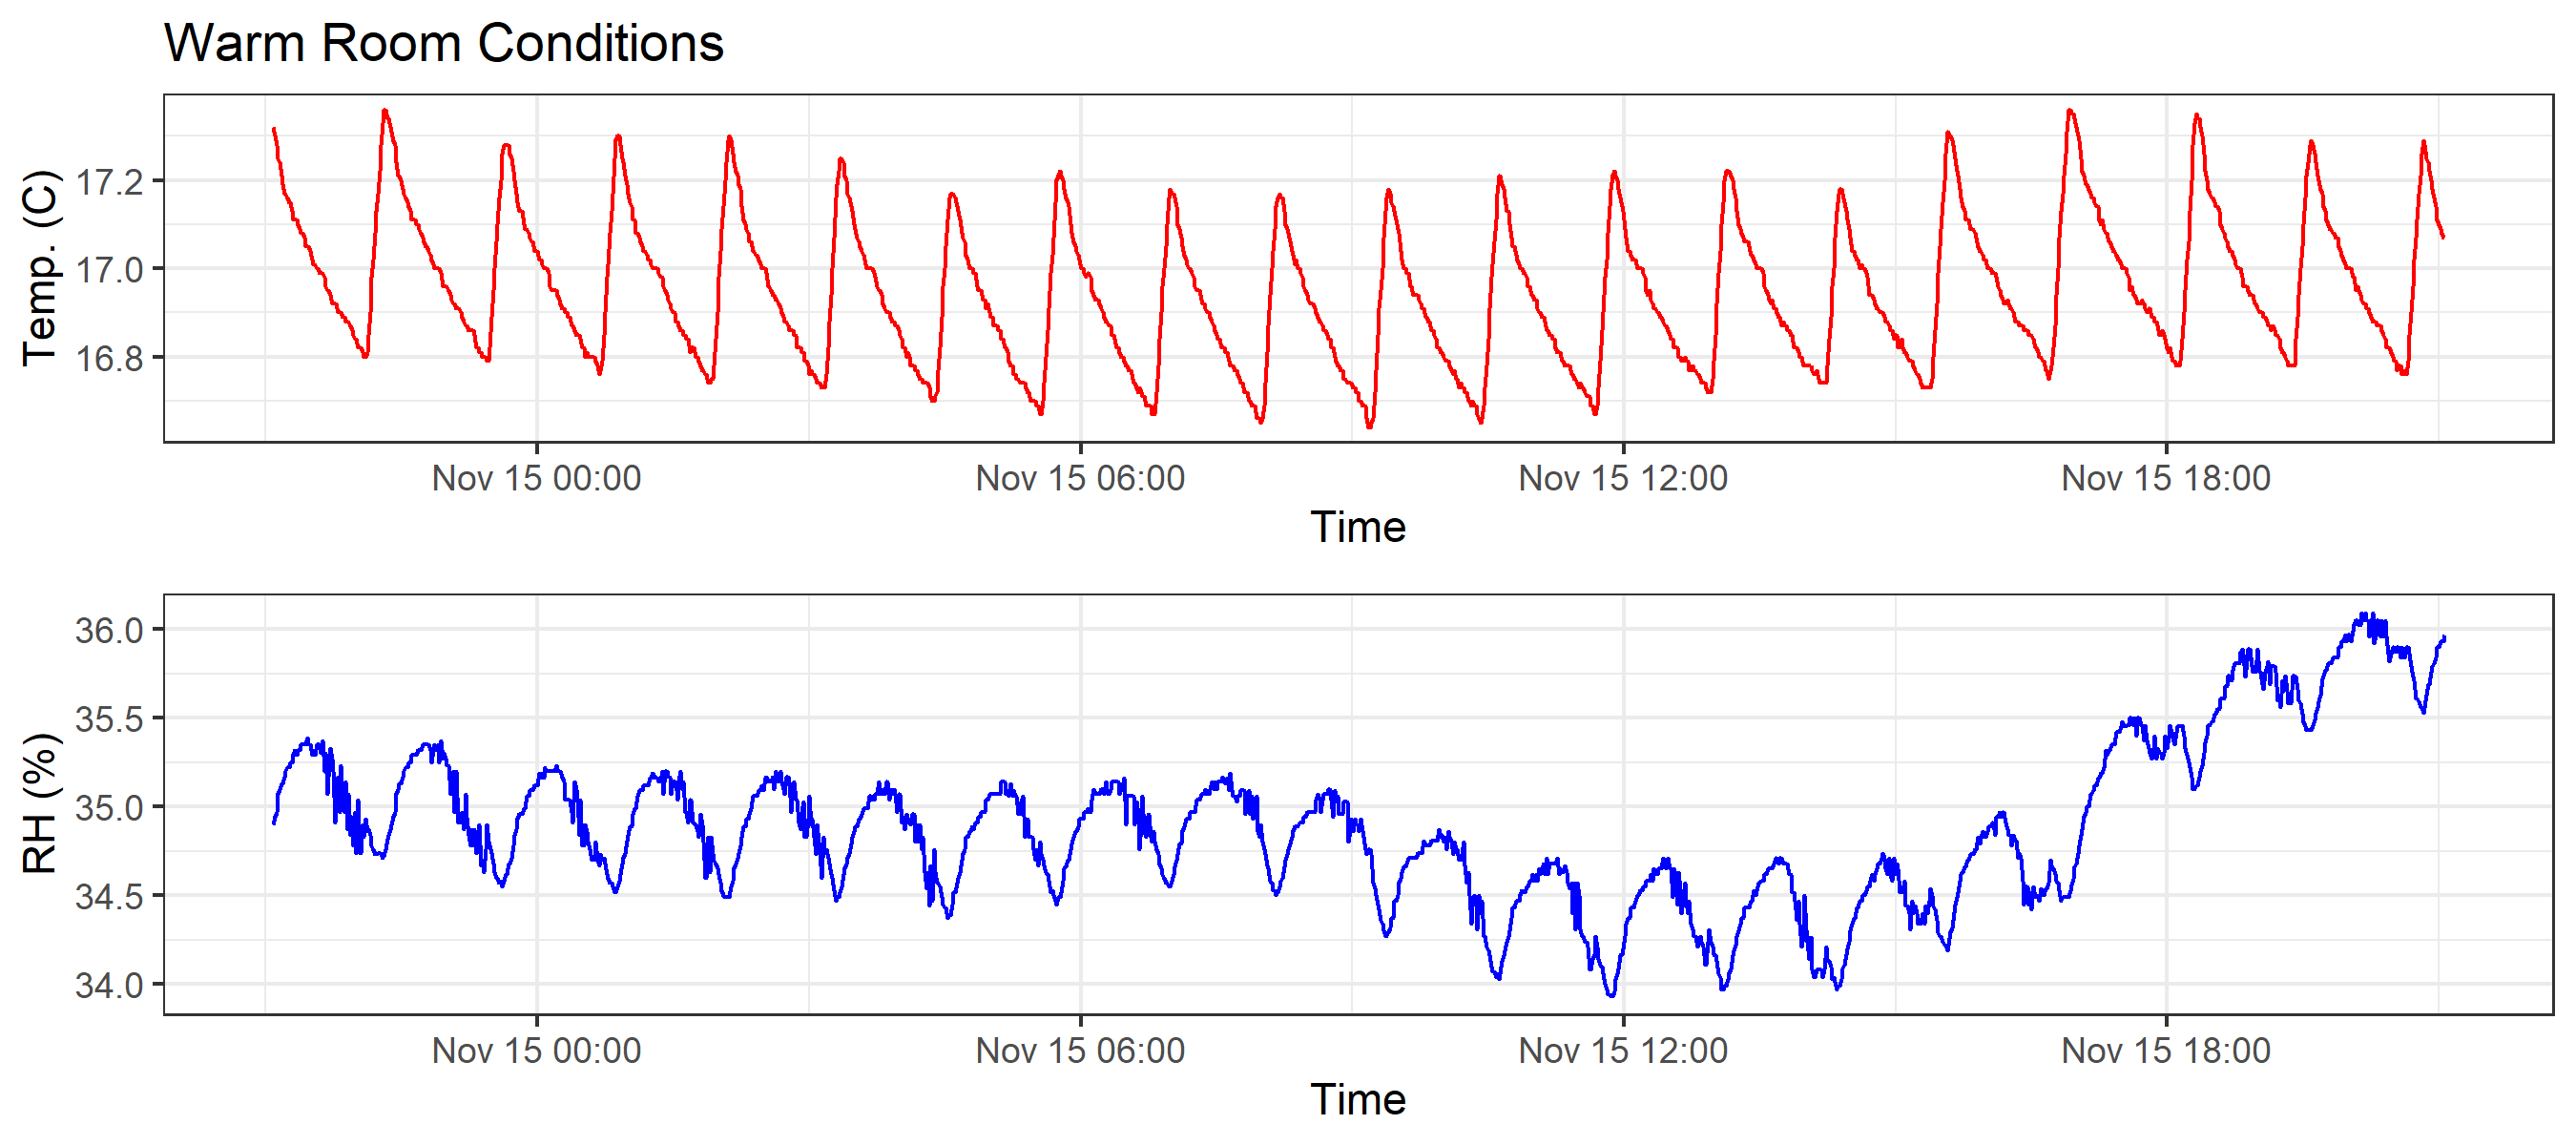 Warm Room Conditions
Temp. (C)
17.2
17.0
16.8
Nov 15 00:00 Nov 15 06:00 Nov 15 12:00 Nov 15 18:00
Time
RH (%)
36.0
35.5
35.0
34.5
34.0
Nov 15 00:00 Nov 15 06:00 Nov 15 12:00 Nov 15 18:00
Time